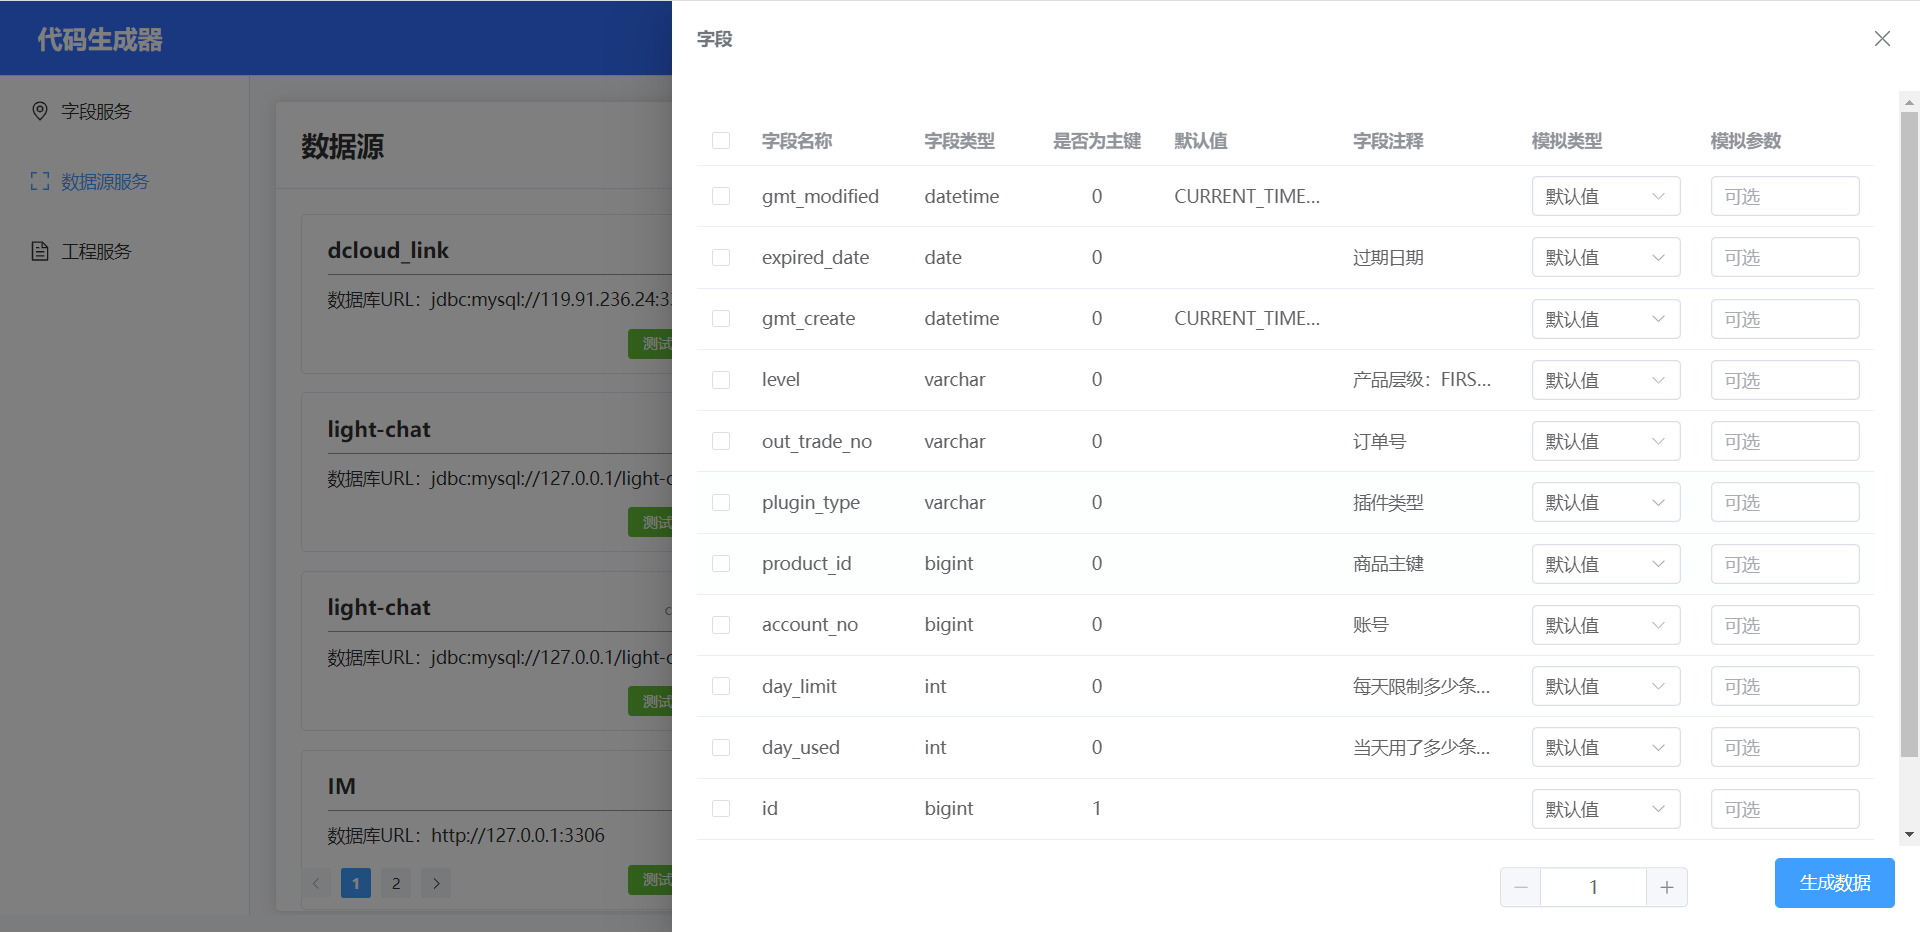 代码生成器
字段服务
数据源服务
工程服务
数据源
dcloud_link
数据库URL：jdbc:mysql://119.91.236.24:3
测试
light-chat
数据库URL：jdbc:mysql://127.0.0.1/light-c
测试
light-chat
c
数据库URL：jdbc:mysql://127.0.0.1/light-c
测试
IM
数据库URL：http://127.0.0.1:3306
测试
1 2
字段
字段名称 字段类型 是否为主键 默认值 字段注释 模拟类型 模拟参数
gmt_modified datetime 0 CURRENT_TIME... 默认值 可选
expired_date date 0 过期日期 默认值 可选
gmt_create datetime 0 CURRENT_TIME... 默认值 可选
level varchar 0 产品层级：FIRS... 默认值 可选
out_trade_no varchar 0 订单号 默认值 可选
plugin_type varchar 0 插件类型 默认值 可选
product_id bigint 0 商品主键 默认值 可选
account_no bigint 0 账号 默认值 可选
day_limit int 0 每天限制多少条... 默认值 可选
day_used int 0 当天用了多少条... 默认值 可选
id bigint 1 默认值 可选
1
生成数据